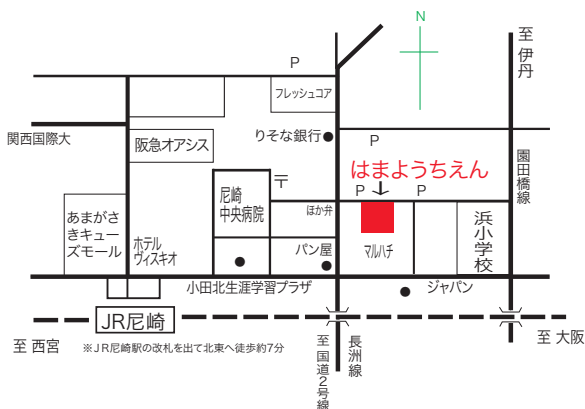 N
至伊丹
P
フレッシュコア
関西国際大
阪急オアシス
りそな銀行
P
園田橋線
はまようちえん
P
P
〒
尼崎
中央病院
ほか弁
あまがさ
きキュー
ズモール
ホテル
ヴィスキオ
パン屋
マルハチ
浜小学校
小田北生涯学習プラザ
ジャパン
JR尼崎
至 西宮
※JR尼崎駅の改札を出て北東へ徒歩約7分
至国道2号線
長洲線
至 大阪